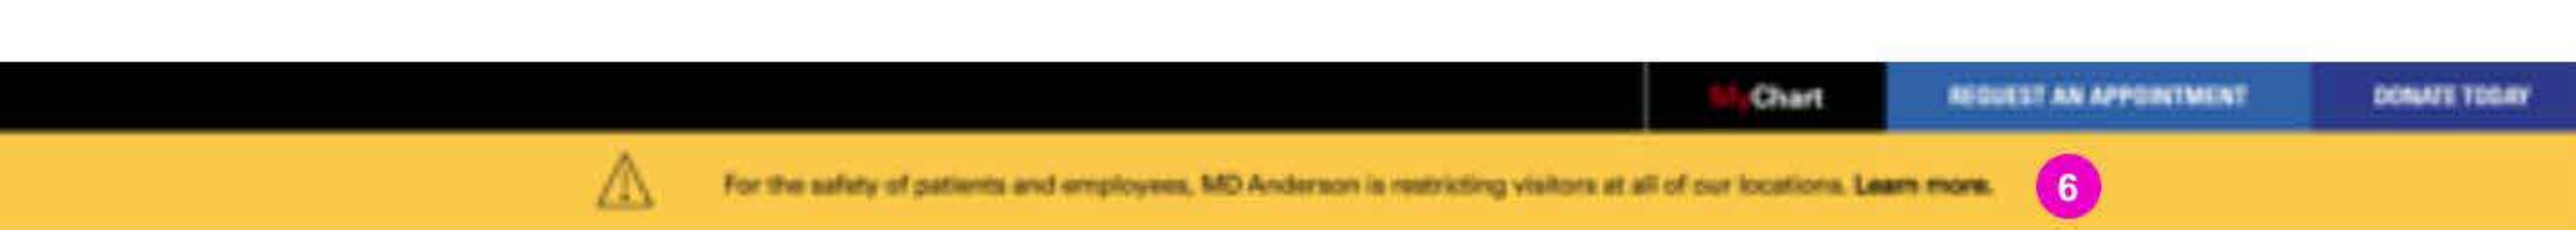 MyChart REQUEST AN APPOINTMENT DONATE TODAY
For the safety of patients and employees, MD Anderson is restricting visitors at all of our locations. Learn more. 6